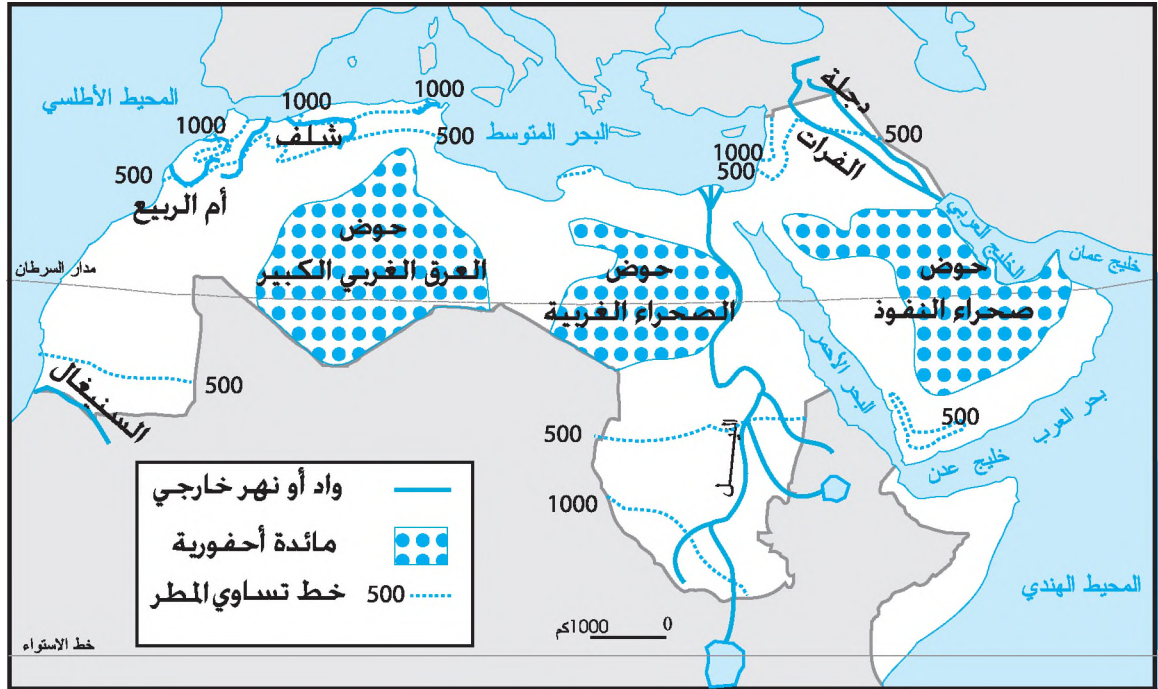 المحيط الأطلسي
1000
1000
1000
500
شلف
500
أم الربيع
البحر المتوسط
دجلة
500
الفرات
1000
500
مدار السرطان
حوض
العرق الغربي الكبير
حوض
الصحراء الغربية
حوض
صحراء النفوذ
الخليج العربي
خليج عمان
البحر الأحمر
500
بحر العرب
خليج عدن
500
السنيغال
500
النيل
1000
المحيط الهندي
واد أو نهر خارجي
مائدة أحفورية
خط تساوي المطر 500
1000كم 0
خط الاستواء